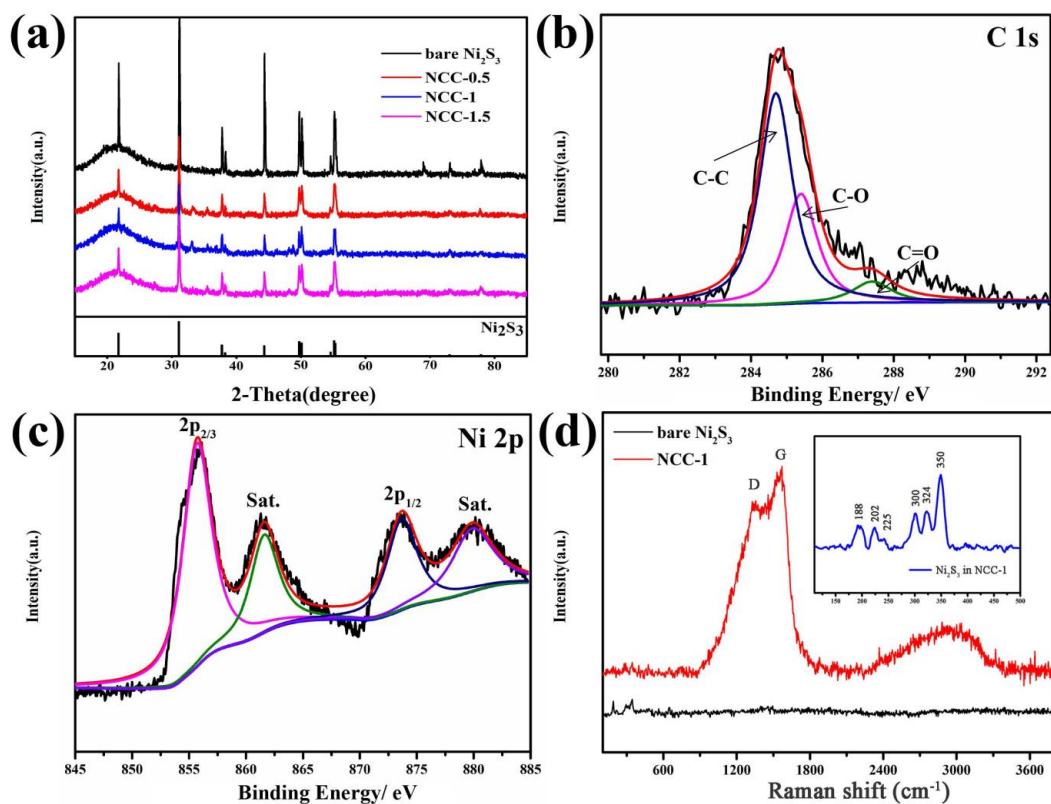 (a)
bare Ni₂S₃
NCC-0.5
NCC-1
NCC-1.5
Intensity(a.u.)
Ni₂S₃
20 30 40 50 60 70 80
2-Theta(degree)
(b)
C 1s
C-C
C-O
C=O
Intensity(a.u.)
280 282 284 286 288 290 292
Binding Energy/ eV
(c)
Ni 2p
2p₂/₃
Sat.
2p₁/₂
Sat.
Intensity(a.u.)
845 850 855 860 865 870 875 880 885
Binding Energy/ eV
(d)
bare Ni₂S₃
NCC-1
D
G
188
202
225
300
324
350
Ni₂S₃ in NCC-1
150 200 250 300 350 400 450 500
Intensity(a.u.)
600 1200 1800 2400 3000 3600
Raman shift (cm⁻¹)